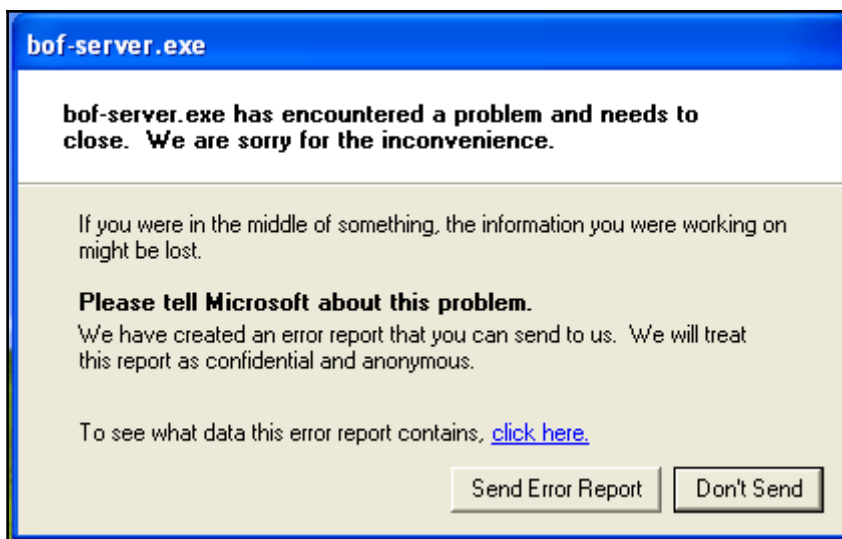 bof-server.exe
bof-server.exe has encountered a problem and needs to
close.  We are sorry for the inconvenience.
If you were in the middle of something, the information you were working on
might be lost.
Please tell Microsoft about this problem.
We have created an error report that you can send to us.  We will treat
this report as confidential and anonymous.
To see what data this error report contains, click here.
Send Error Report
Don't Send